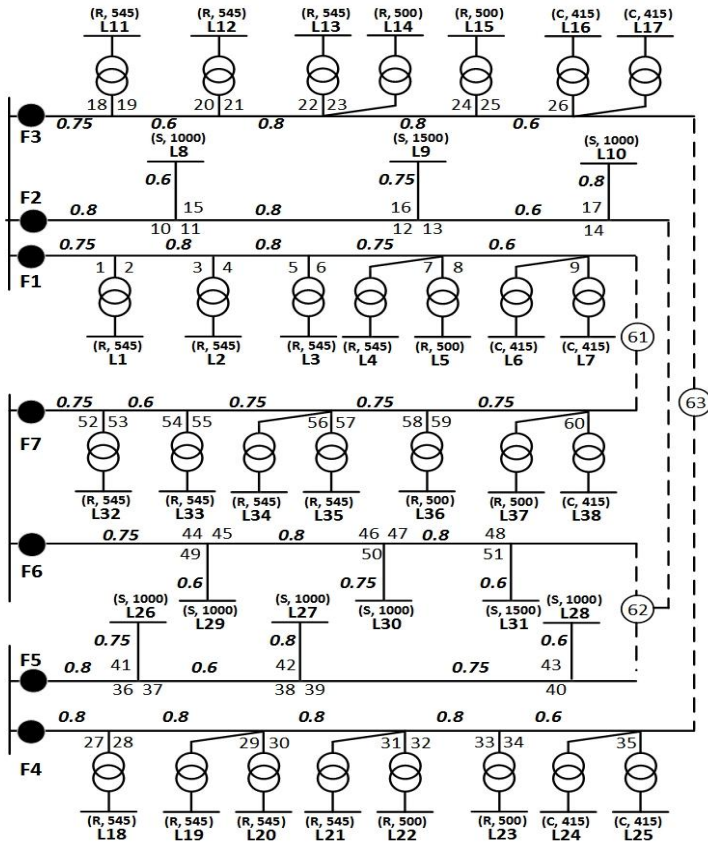 (R, 545) (R, 545) (R, 545) (R, 500) (R, 500) (C, 415) (C, 415)
L11 L12 L13 L14 L15 L16 L17
18 19 20 21 22 23 24 25 26
F3 0.75 0.6 0.8 0.8 0.6
(S, 1000) (S, 1500) (S, 1000)
L8 L9 L10
F2 0.6 0.75 0.8
0.8 15 0.8 16 0.6 17
10 11 12 13 14
F1 0.75 0.8 0.8 0.75 0.6
1 2 3 4 5 6 7 8 9
(R, 545) (R, 545) (R, 545) (R, 545) (R, 500) (C, 415) (C, 415)
L1 L2 L3 L4 L5 L6 L7
61
63
0.75 0.6 0.75 0.75 0.75
F7 52 53 54 55 56 57 58 59 60
(R, 545) (R, 545) (R, 545) (R, 545) (R, 500) (R, 500) (C, 415)
L32 L33 L34 L35 L36 L37 L38
0.75 44 45 0.8 46 47 0.8 48
F6 49 50 51
0.6 0.75 0.6
(S, 1000) (S, 1000) (S, 1000)
L26 L27 L28
(S, 1000) (S, 1000) (S, 1500)
L29 L30 L31
62
0.75 0.8 0.6
F5 0.8 41 0.6 42 0.75 43
36 37 38 39 40
0.8 0.8 0.8 0.8 0.6
F4 27 28 29 30 31 32 33 34 35
(R, 545) (R, 545) (R, 545) (R, 545) (R, 500) (R, 500) (C, 415) (C, 415)
L18 L19 L20 L21 L22 L23 L24 L25